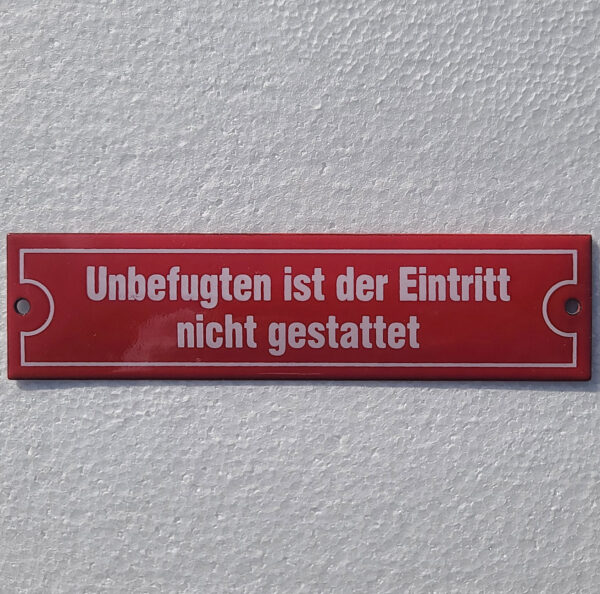 Unbefugten ist der Eintritt
nicht gestattet